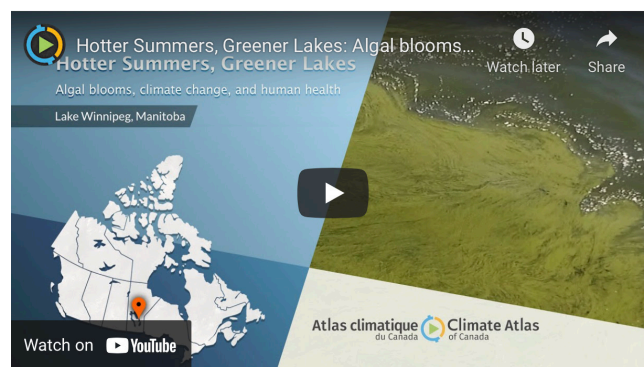 Hotter Summers, Greener Lakes: Algal blooms...
Watch later
Share
Hotter Summers, Greener Lakes
Algal blooms, climate change, and human health
Lake Winnipeg, Manitoba
Atlas climatique
du Canada
Climate Atlas
of Canada
Watch on YouTube